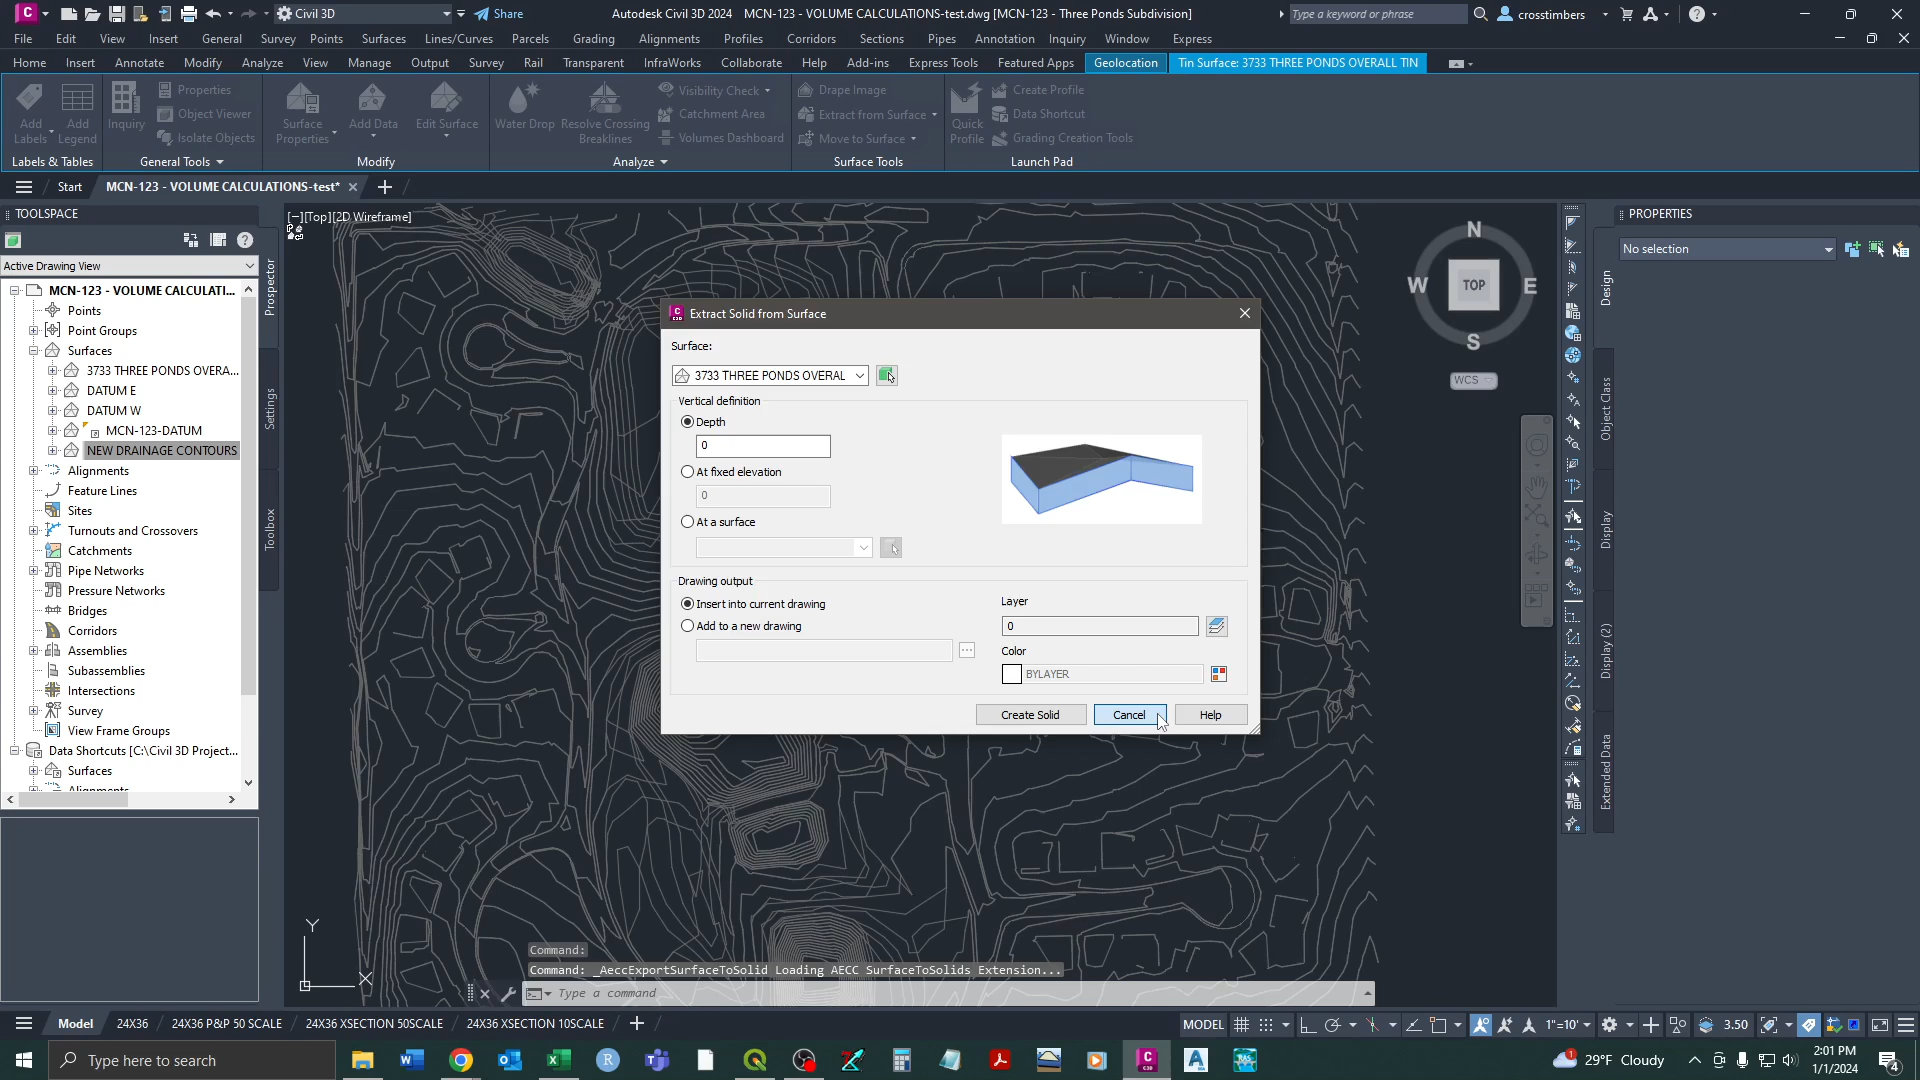 Civil 3D
Share
Autodesk Civil 3D 2024 MCN-123 - VOLUME CALCULATIONS-test.dwg [MCN-123 - Three Ponds Subdivision]
Type a keyword or phrase
crosstimbers
File Edit View Insert General Survey Points Surfaces Lines/Curves Parcels Grading Alignments Profiles Corridors Sections Pipes Annotation Inquiry Window Express
Home Insert Annotate Modify Analyze View Manage Output Survey Rail Transparent InfraWorks Collaborate Help Add-ins Express Tools Featured Apps Geolocation Tin Surface: 3733 THREE PONDS OVERALL TIN
Properties Visibility Check Drape Image Create Profile
Add Labels Add Legend Inquiry Object Viewer Surface Properties Add Data Edit Surface Water Drop Resolve Crossing Breaklines Catchment Area Extract from Surface Quick Profile Data Shortcut
Isolate Objects Volumes Dashboard Move to Surface Grading Creation Tools
Labels & Tables General Tools Modify Analyze Surface Tools Launch Pad
Start MCN-123 - VOLUME CALCULATIONS-test*
TOOLSPACE
Active Drawing View
MCN-123 - VOLUME CALCULATI...
Points
Point Groups
Surfaces
3733 THREE PONDS OVERA...
DATUM E
DATUM W
MCN-123-DATUM
NEW DRAINAGE CONTOURS
Alignments
Feature Lines
Sites
Turnouts and Crossovers
Catchments
Pipe Networks
Pressure Networks
Bridges
Corridors
Assemblies
Subassemblies
Intersections
Survey
View Frame Groups
Data Shortcuts [C:\Civil 3D Project...
Surfaces
Alignments
Prospector
Settings
Toolbox
[−][Top][2D Wireframe]
Extract Solid from Surface
Surface:
3733 THREE PONDS OVERAL
Vertical definition
Depth
0
At fixed elevation
0
At a surface
Drawing output
Insert into current drawing
Add to a new drawing
Layer
0
Color
BYLAYER
Create Solid Cancel Help
N
W TOP E
S
WCS
PROPERTIES
No selection
Design
Object Class
Display
Display (2)
Extended Data
Y
X
Command:
Command: _AeccExportSurfaceToSolid Loading AECC SurfaceToSolids Extension...
Type a command
Model 24X36 24X36 P&P 50 SCALE 24X36 XSECTION 50SCALE 24X36 XSECTION 10SCALE
MODEL 1"=10' 3.50
Type here to search
29°F Cloudy
2:01 PM
1/1/2024
4